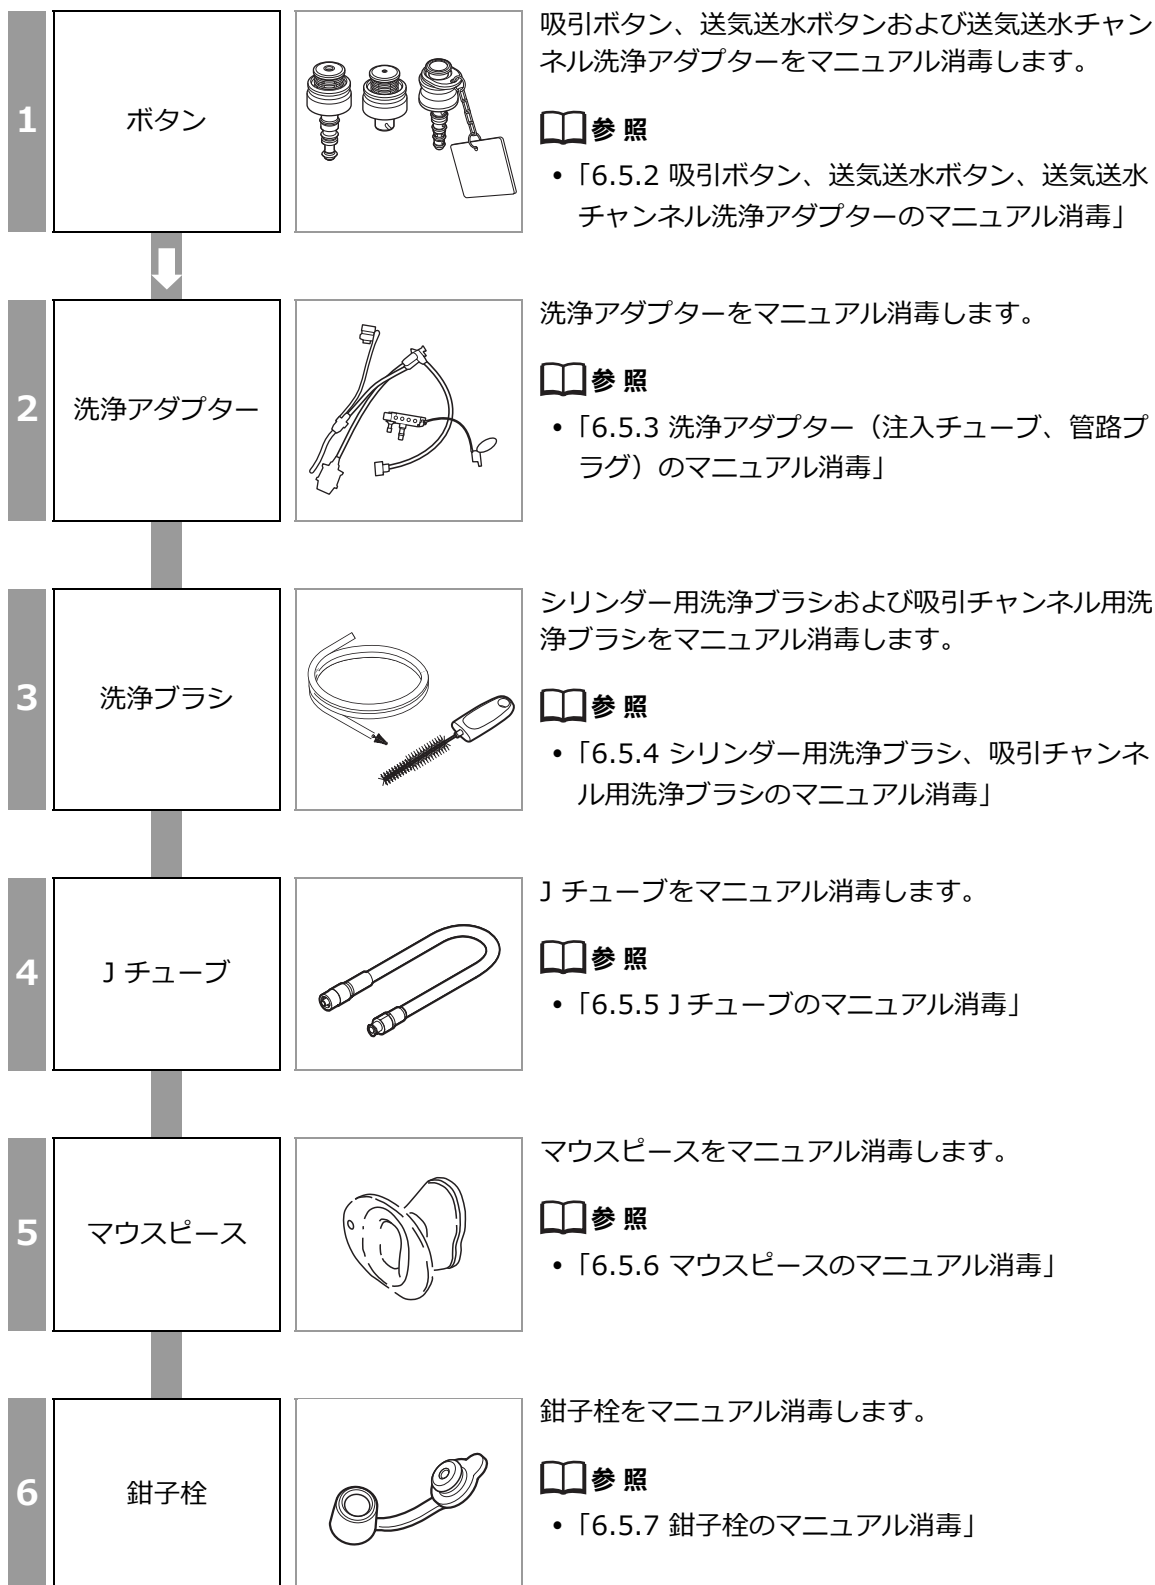 1
ボタン
吸引ボタン、送気送水ボタンおよび送気送水チャン
ネル洗浄アダプターをマニュアル消毒します。
参 照
•「6.5.2 吸引ボタン、送気送水ボタン、送気送水
チャンネル洗浄アダプターのマニュアル消毒」
2
洗浄アダプター
洗浄アダプターをマニュアル消毒します。
参 照
•「6.5.3 洗浄アダプター（注入チューブ、管路プ
ラグ）のマニュアル消毒」
3
洗浄ブラシ
シリンダー用洗浄ブラシおよび吸引チャンネル用洗
浄ブラシをマニュアル消毒します。
参 照
•「6.5.4 シリンダー用洗浄ブラシ、吸引チャンネ
ル用洗浄ブラシのマニュアル消毒」
4
J チューブ
J チューブをマニュアル消毒します。
参 照
•「6.5.5 J チューブのマニュアル消毒」
5
マウスピース
マウスピースをマニュアル消毒します。
参 照
•「6.5.6 マウスピースのマニュアル消毒」
6
鉗子栓
鉗子栓をマニュアル消毒します。
参 照
•「6.5.7 鉗子栓のマニュアル消毒」